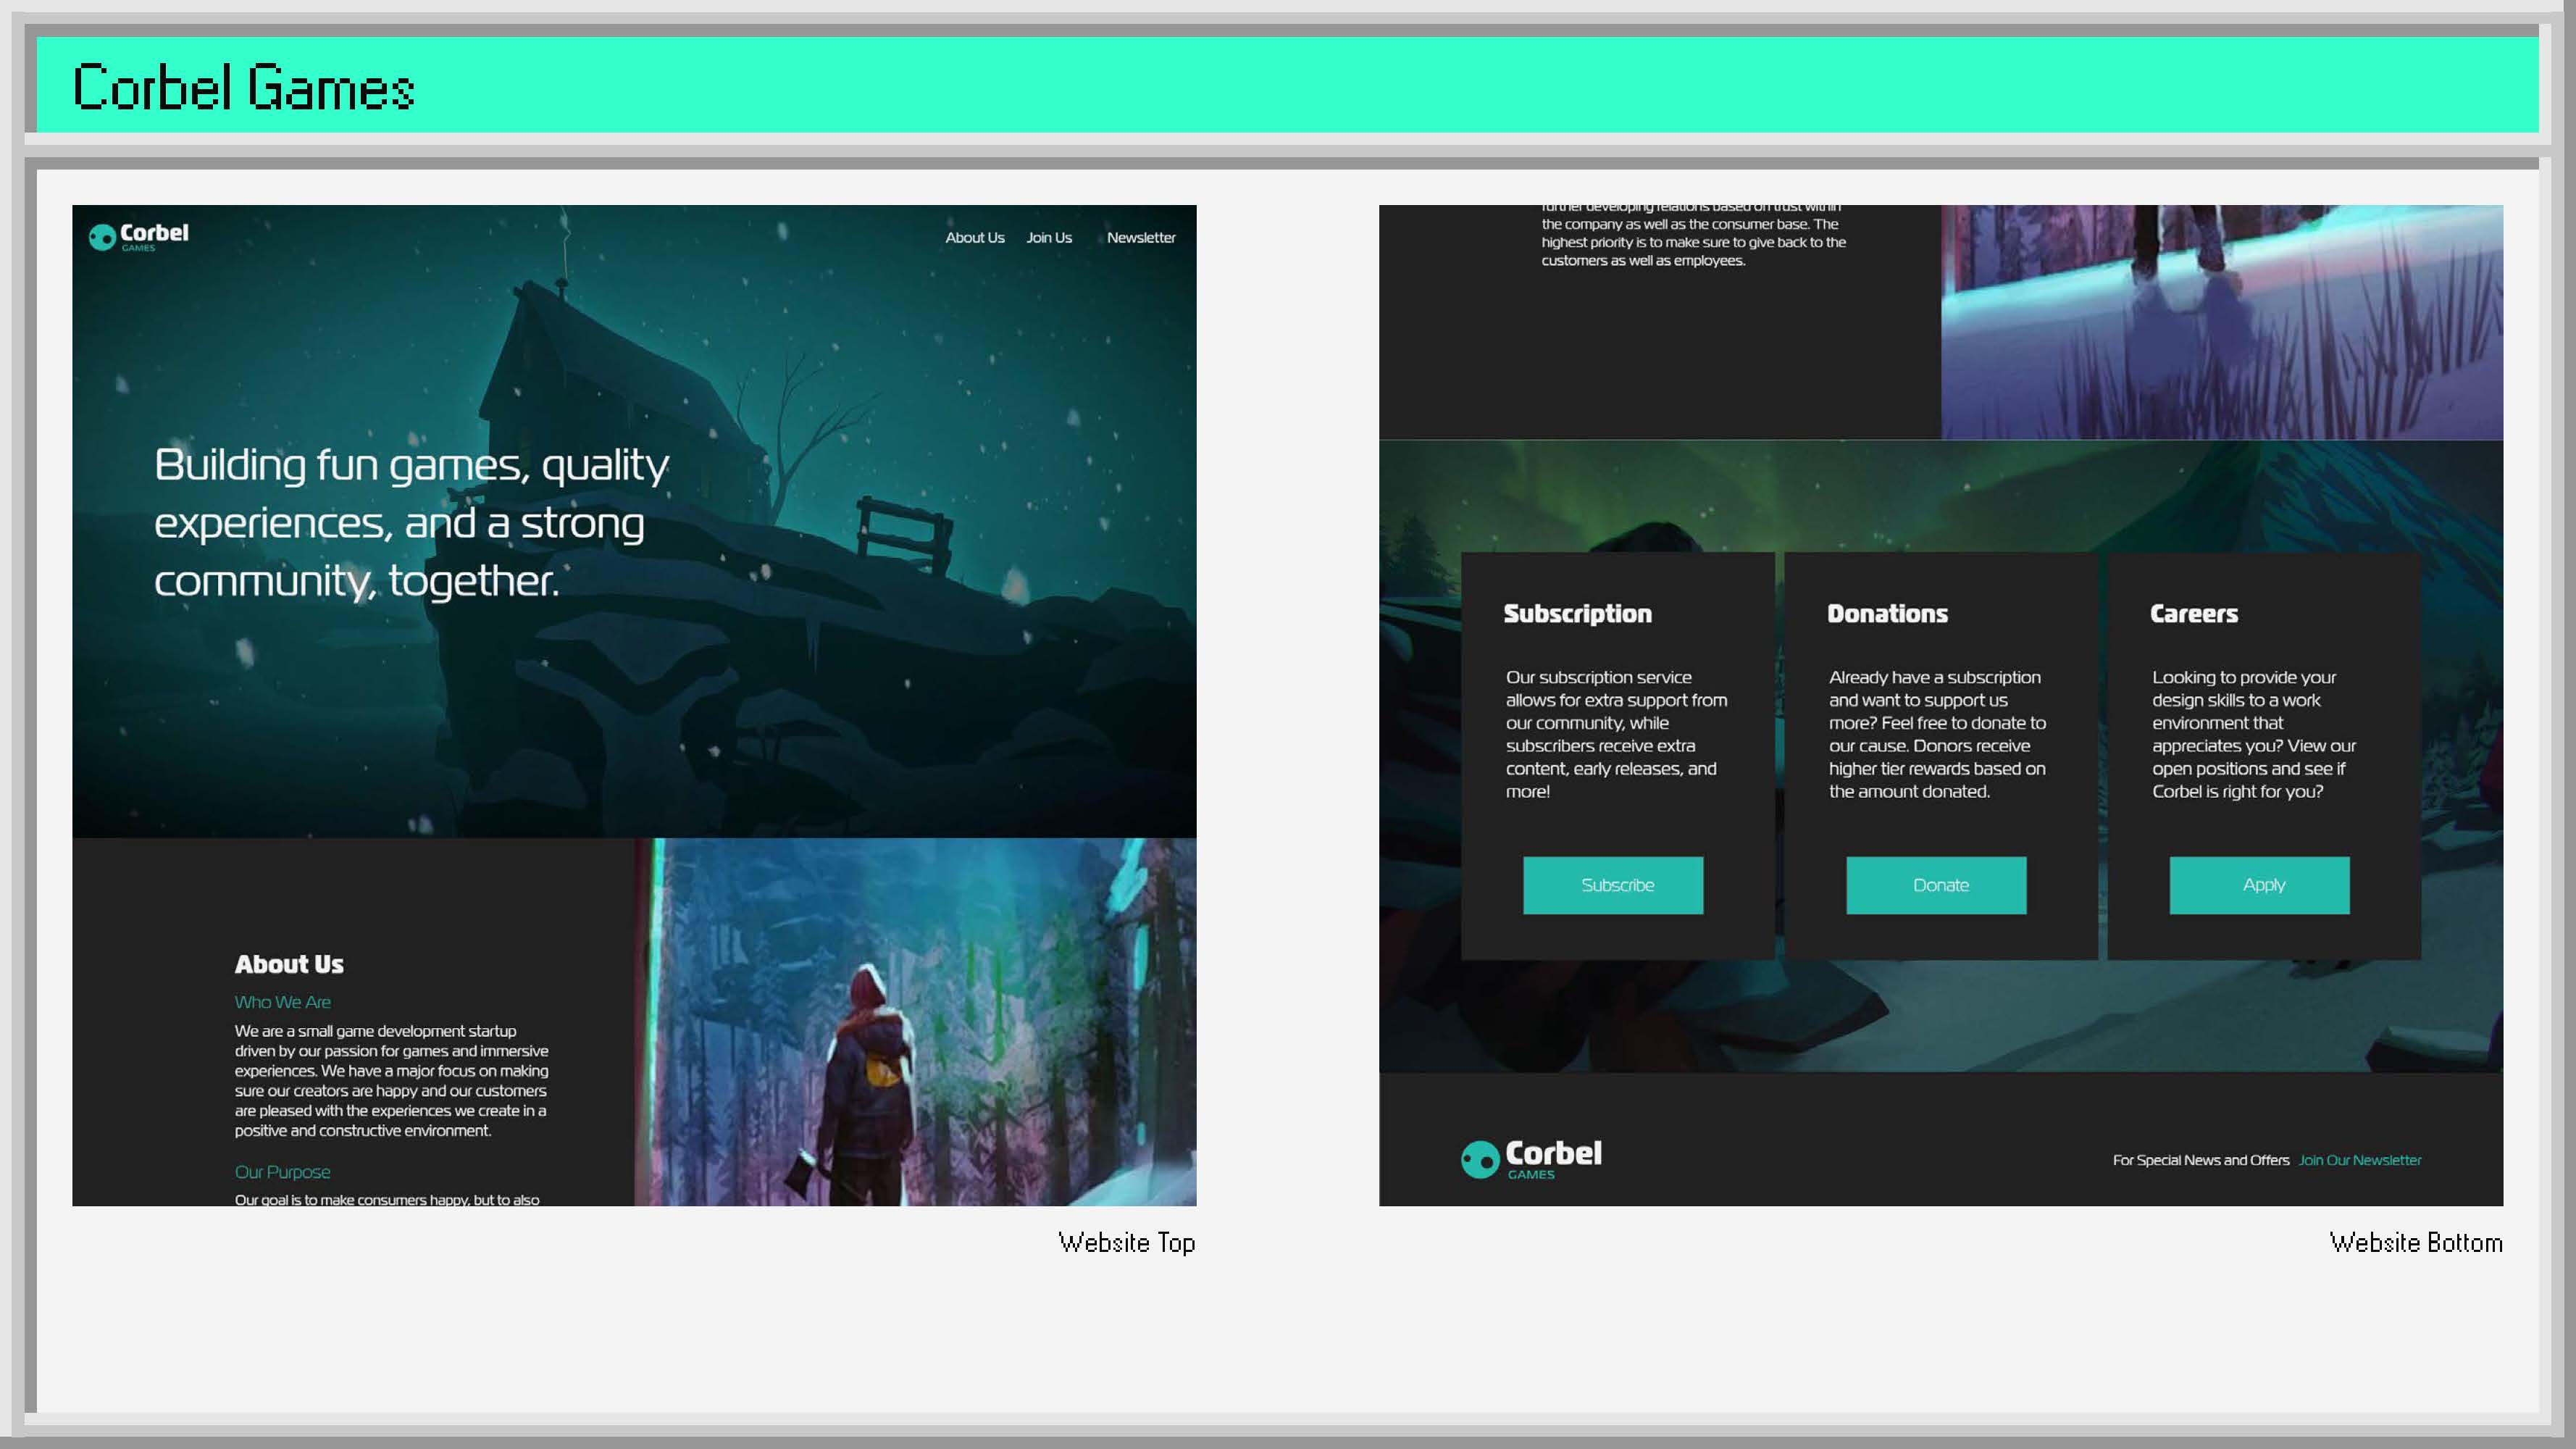 Corbel Games
Corbel
GAMES
About Us Join Us Newsletter
Building fun games, quality
experiences, and a strong
community, together.
About Us
Who We Are
We are a small game development startup
driven by our passion for games and immersive
experiences. We have a major focus on making
sure our creators are happy and our customers
are pleased with the experiences we create in a
positive and constructive environment.
Our Purpose
Our goal is to make consumers happy, but to also
Website Top
further developing relations based on trust within
the company as well as the consumer base. The
highest priority is to make sure to give back to the
customers as well as employees.
Subscription
Our subscription service
allows for extra support from
our community, while
subscribers receive extra
content, early releases, and
more!
Subscribe
Donations
Already have a subscription
and want to support us
more? Feel free to donate to
our cause. Donors receive
higher tier rewards based on
the amount donated.
Donate
Careers
Looking to provide your
design skills to a work
environment that
appreciates you? View our
open positions and see if
Corbel is right for you?
Apply
Corbel
GAMES
For Special News and Offers Join Our Newsletter
Website Bottom